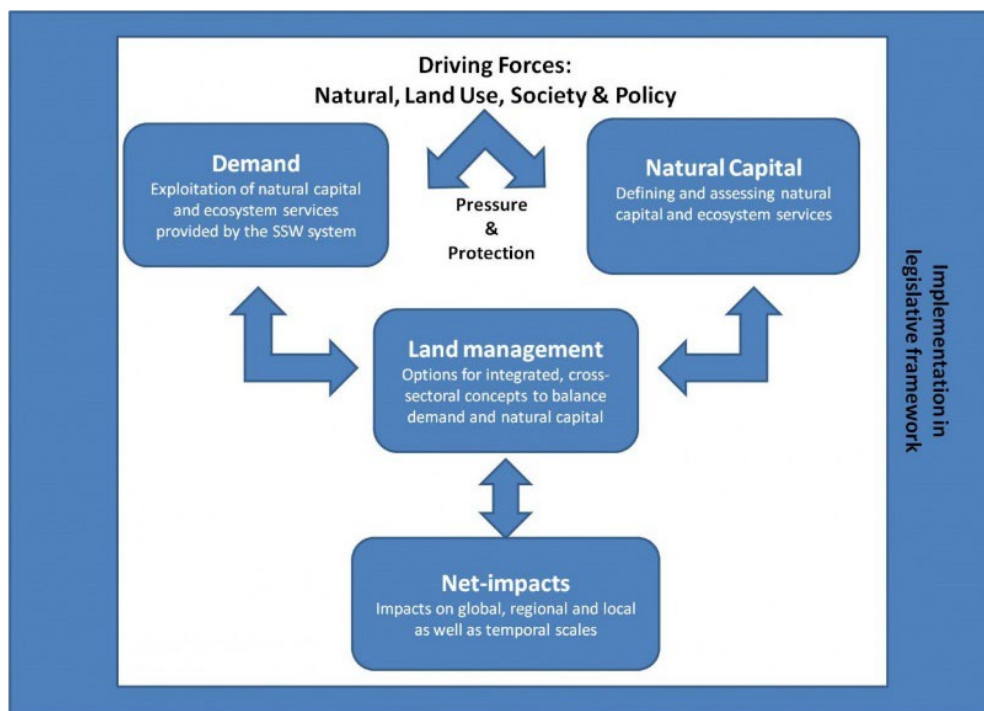 Driving Forces:
Natural, Land Use, Society & Policy
Demand
Exploitation of natural capital
and ecosystem services
provided by the SSW system
Pressure
&
Protection
Natural Capital
Defining and assessing natural
capital and ecosystem services
Land management
Options for integrated, cross-
sectoral concepts to balance
demand and natural capital
Net-impacts
Impacts on global, regional and local
as well as temporal scales
Implementation in
legislative framework